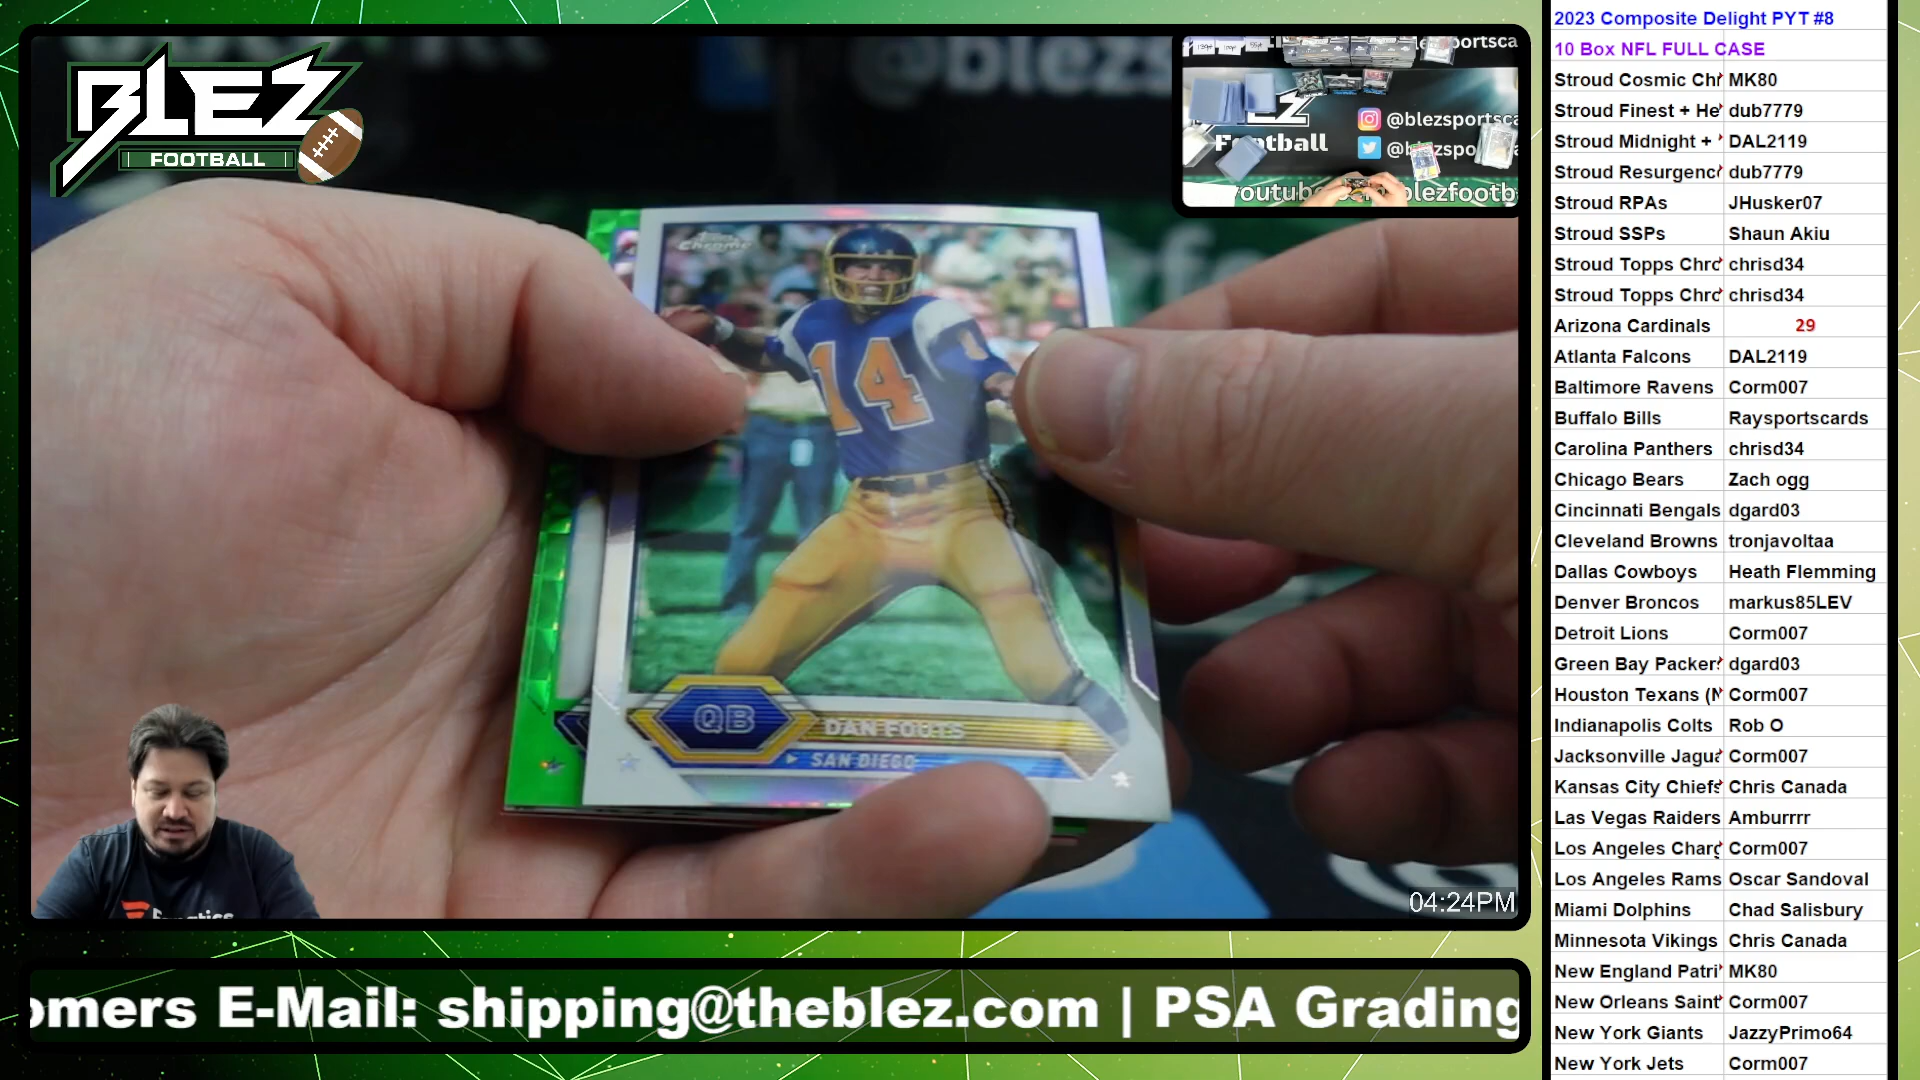 BLEZ
FOOTBALL
Topps
Chrome
14
QB
DAN FOUTS
SAN DIEGO
@blezs
@blezsportsca
Football
04:24PM
omers E-Mail: shipping@theblez.com | PSA Grading
2023 Composite Delight PYT #8
10 Box NFL FULL CASE
Stroud Cosmic Chr MK80
Stroud Finest + He dub7779
Stroud Midnight + DAL2119
Stroud Resurgenc dub7779
Stroud RPAs JHusker07
Stroud SSPs Shaun Akiu
Stroud Topps Chro chrisd34
Stroud Topps Chro chrisd34
Arizona Cardinals 29
Atlanta Falcons DAL2119
Baltimore Ravens Corm007
Buffalo Bills Raysportscards
Carolina Panthers chrisd34
Chicago Bears Zach ogg
Cincinnati Bengals dgard03
Cleveland Browns tronjavoltaa
Dallas Cowboys Heath Flemming
Denver Broncos markus85LEV
Detroit Lions Corm007
Green Bay Packer dgard03
Houston Texans (N Corm007
Indianapolis Colts Rob O
Jacksonville Jagua Corm007
Kansas City Chiefs Chris Canada
Las Vegas Raiders Amburrrr
Los Angeles Charg Corm007
Los Angeles Rams Oscar Sandoval
Miami Dolphins Chad Salisbury
Minnesota Vikings Chris Canada
New England Patri MK80
New Orleans Saint Corm007
New York Giants JazzyPrimo64
New York Jets Corm007